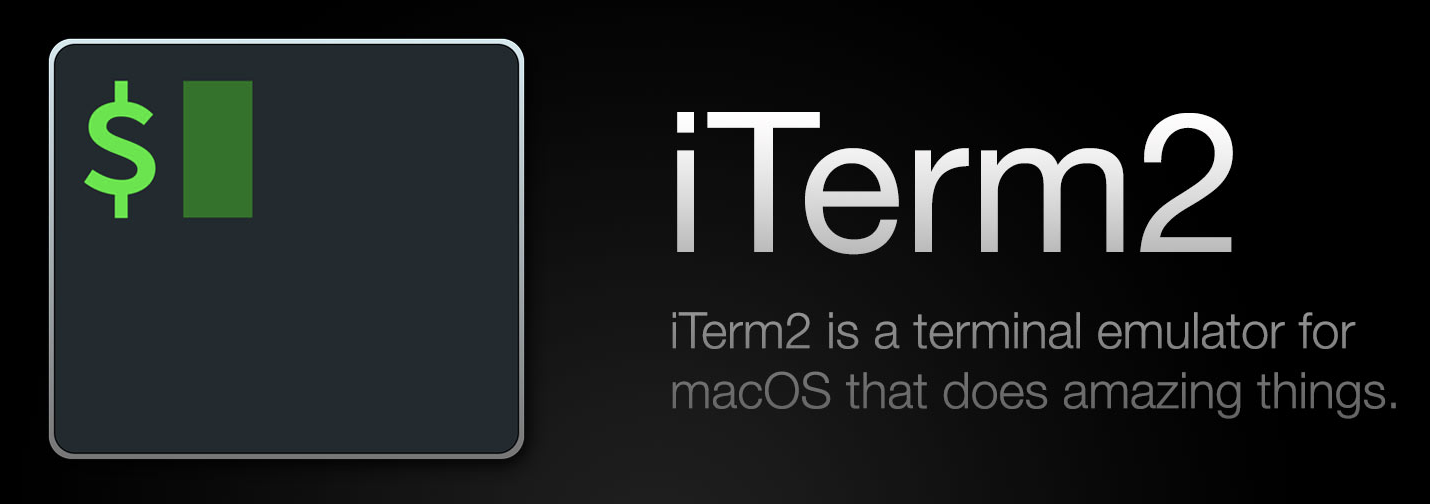 $
iTerm2
iTerm2 is a terminal emulator for
macOS that does amazing things.